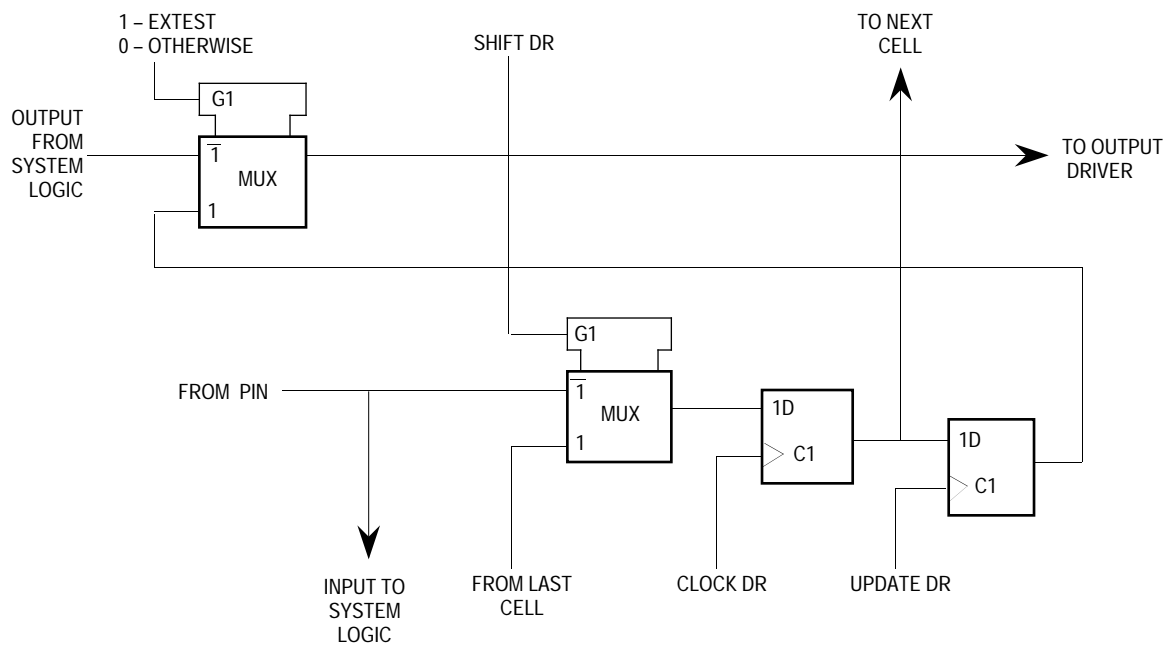 1 – EXTEST
0 – OTHERWISE
SHIFT DR
TO NEXT
CELL
G1
OUTPUT
FROM
SYSTEM
LOGIC
1
MUX
1
TO OUTPUT
DRIVER
G1
FROM PIN
1
MUX
1
1D
C1
1D
C1
INPUT TO
SYSTEM
LOGIC
FROM LAST
CELL
CLOCK DR
UPDATE DR